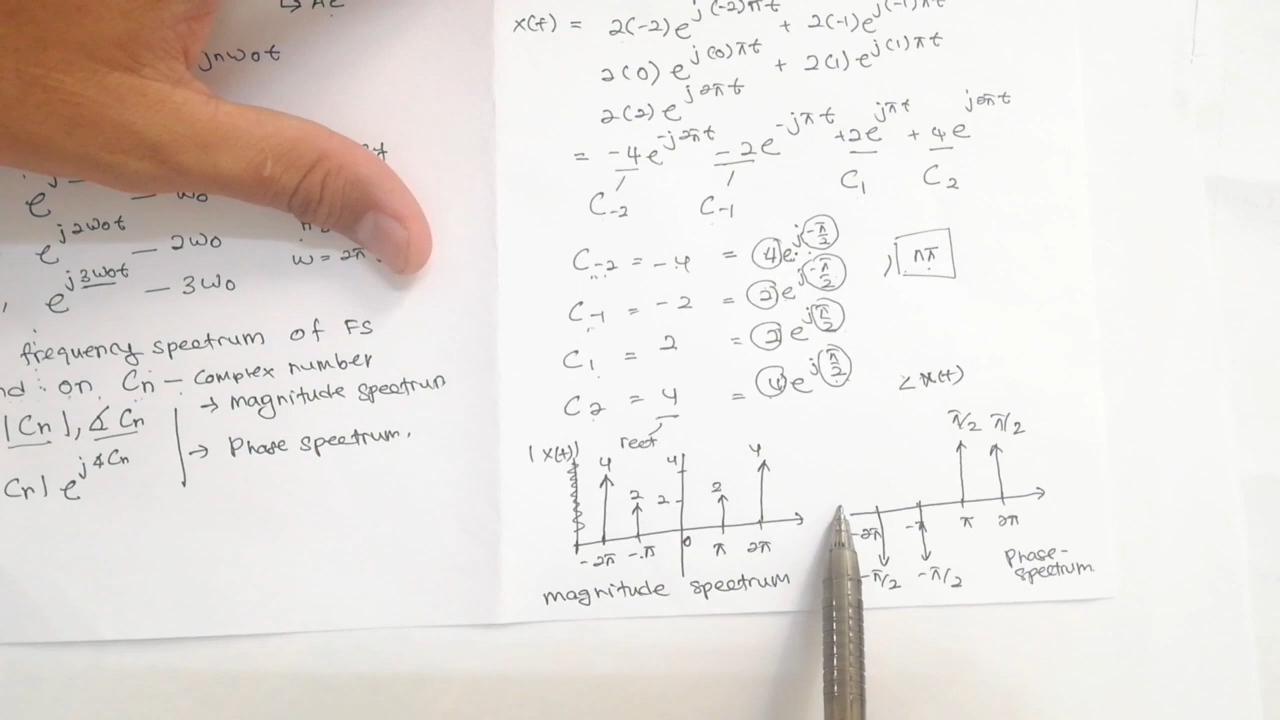 jnω0t
e
— ω0
e^{j2ω0t} — 2ω0
ω = 2π
e^{j3ω0t} — 3ω0
frequency spectrum of FS
on Cn — Complex number
|Cn|, ∡Cn → magnitude spectrum
→ Phase spectrum.
Cn| e^{j∡Cn}
x(t) = 2(-2)e^{j(-2)πt} + 2(-1)e^{j(-1)πt}
2(0) e^{j(0)πt} + 2(1) e^{j(1)πt}
2(2) e^{j2πt}
= -4e^{-j2πt} - 2e^{-jπt} + 2e^{jπt} + 4e^{j2πt}
C-2 C-1 C1 C2
C-2 = -4 = 4e^{j-π/2} , nπ
C-1 = -2 = 2e^{j-π/2}
C1 = 2 = 2e^{jπ/2}
C2 = 4 = 4e^{jπ/2}
∠x(t)
|x(t)|
4 2 4 2 2 4
-2π -π 0 π 2π
magnitude spectrum
π/2 π/2
-2π -π π 2π
-π/2 -π/2
Phase-
spectrum